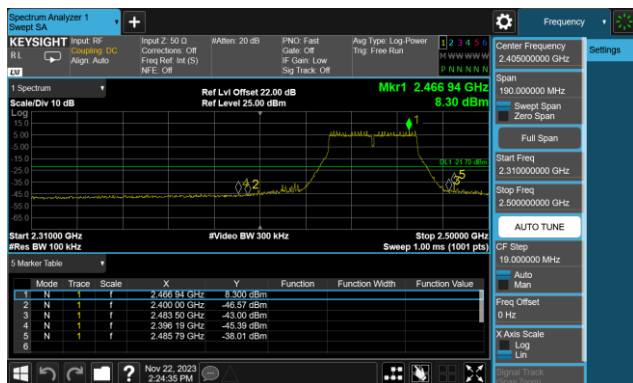 Spectrum Analyzer 1
Swept SA
Frequency
KEYSIGHT
Input: RF
Coupling: DC
Align: Auto
Input Z: 50 Ω
Corrections: Off
Freq Ref: Int (S)
NFE: Off
#Atten: 20 dB
PNO: Fast
Gate: Off
IF Gain: Low
Sig Track: Off
Avg Type: Log-Power
Trig: Free Run
1 2 3 4 5 6
M W W W W W
P N N N N N
RL
LXI
Center Frequency
2.405000000 GHz
Settings
1 Spectrum
Scale/Div 10 dB
Ref Lvl Offset 22.00 dB
Ref Level 25.00 dBm
Mkr1 2.466 94 GHz
8.30 dBm
Span
190.000000 MHz
Swept Span
Zero Span
Full Span
Log
15.0
5.00
-5.00
-15.0
-25.0
-35.0
-45.0
-55.0
-65.0
1
DL1 -21.70 dBm
2
5
Start Freq
2.310000000 GHz
Stop Freq
2.500000000 GHz
AUTO TUNE
Start 2.31000 GHz
#Res BW 100 kHz
#Video BW 300 kHz
Stop 2.50000 GHz
Sweep 1.00 ms (1001 pts)
CF Step
19.000000 MHz
Auto
Man
Freq Offset
0 Hz
X Axis Scale
Log
Lin
Signal Track
(Span Zoom)
5 Marker Table
Mode Trace Scale X Y Function Function Width Function Value
1 N 1 f 2.466 94 GHz 8.300 dBm
2 N 1 f 2.400 00 GHz -46.57 dBm
3 N 1 f 2.483 50 GHz -43.00 dBm
4 N 1 f 2.396 19 GHz -45.39 dBm
5 N 1 f 2.485 79 GHz -38.01 dBm
6
?
Nov 22, 2023
2:24:35 PM